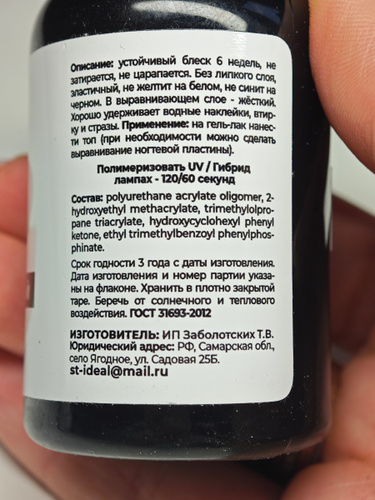 Описание: устойчивый блеск 6 недель, не
затирается, не царапается. Без липкого слоя,
эластичный, не желтит на белом, не синит на
черном. В выравнивающем слое - жёсткий.
Хорошо удерживает водные наклейки, втир-
ку и стразы. Применение: на гель-лак нанес-
ти топ (при необходимости можно сделать
выравнивание ногтевой пластины).
Полимеризовать UV / Гибрид
лампах - 120/60 секунд
Состав: polyurethane acrylate oligomer, 2-
hydroxyethyl methacrylate, trimethylolpro-
pane triacrylate, hydroxycyclohexyl phenyl
ketone, ethyl trimethylbenzoyl phenylphos-
phinate.
Срок годности 3 года с даты изготовления.
Дата изготовления и номер партии указа-
ны на флаконе. Хранить в плотно закрытой
таре. Беречь от солнечного и теплового
воздействия. ГОСТ 31693-2012
ИЗГОТОВИТЕЛЬ: ИП Заболотских Т.В.
Юридический адрес: РФ, Самарская обл.,
село Ягодное, ул. Садовая 25Б.
st-ideal@mail.ru